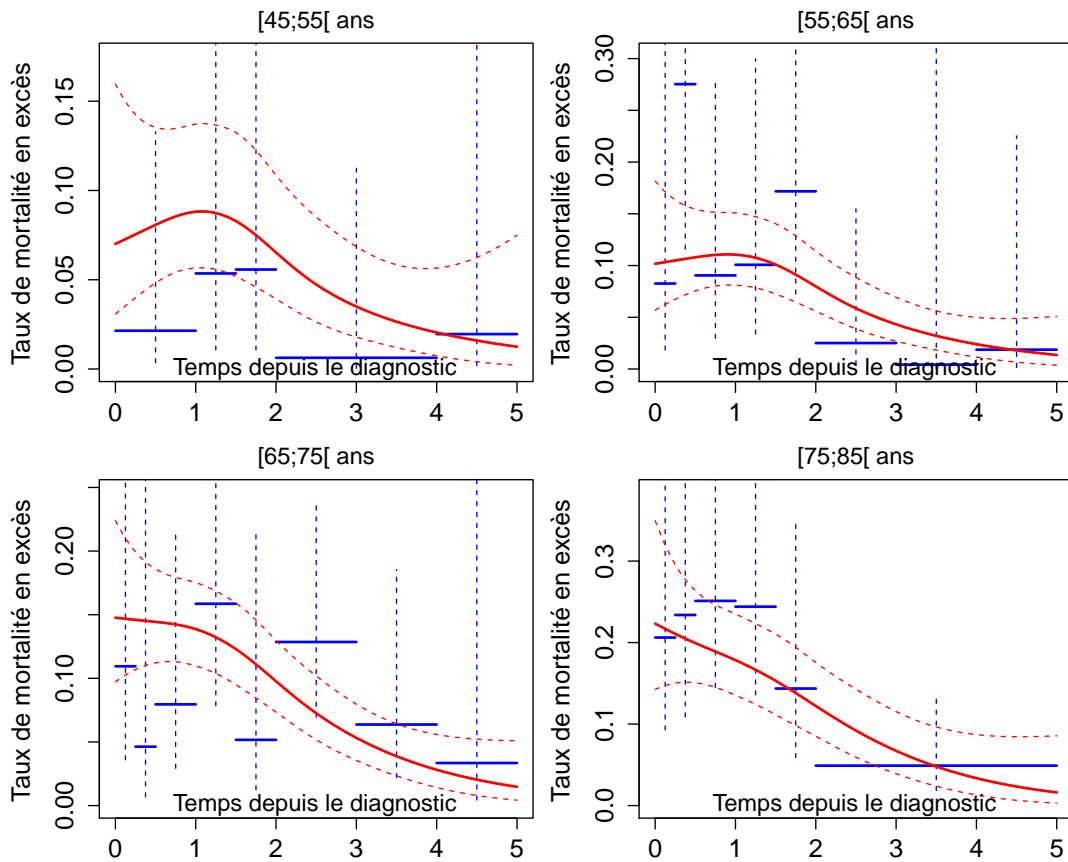 [45;55[ ans
Taux de mortalité en excès
0.00 0.05 0.10 0.15
Temps depuis le diagnostic
0 1 2 3 4 5
[55;65[ ans
Taux de mortalité en excès
0.00 0.10 0.20 0.30
Temps depuis le diagnostic
0 1 2 3 4 5
[65;75[ ans
Taux de mortalité en excès
0.00 0.10 0.20
Temps depuis le diagnostic
0 1 2 3 4 5
[75;85[ ans
Taux de mortalité en excès
0.0 0.1 0.2 0.3
Temps depuis le diagnostic
0 1 2 3 4 5